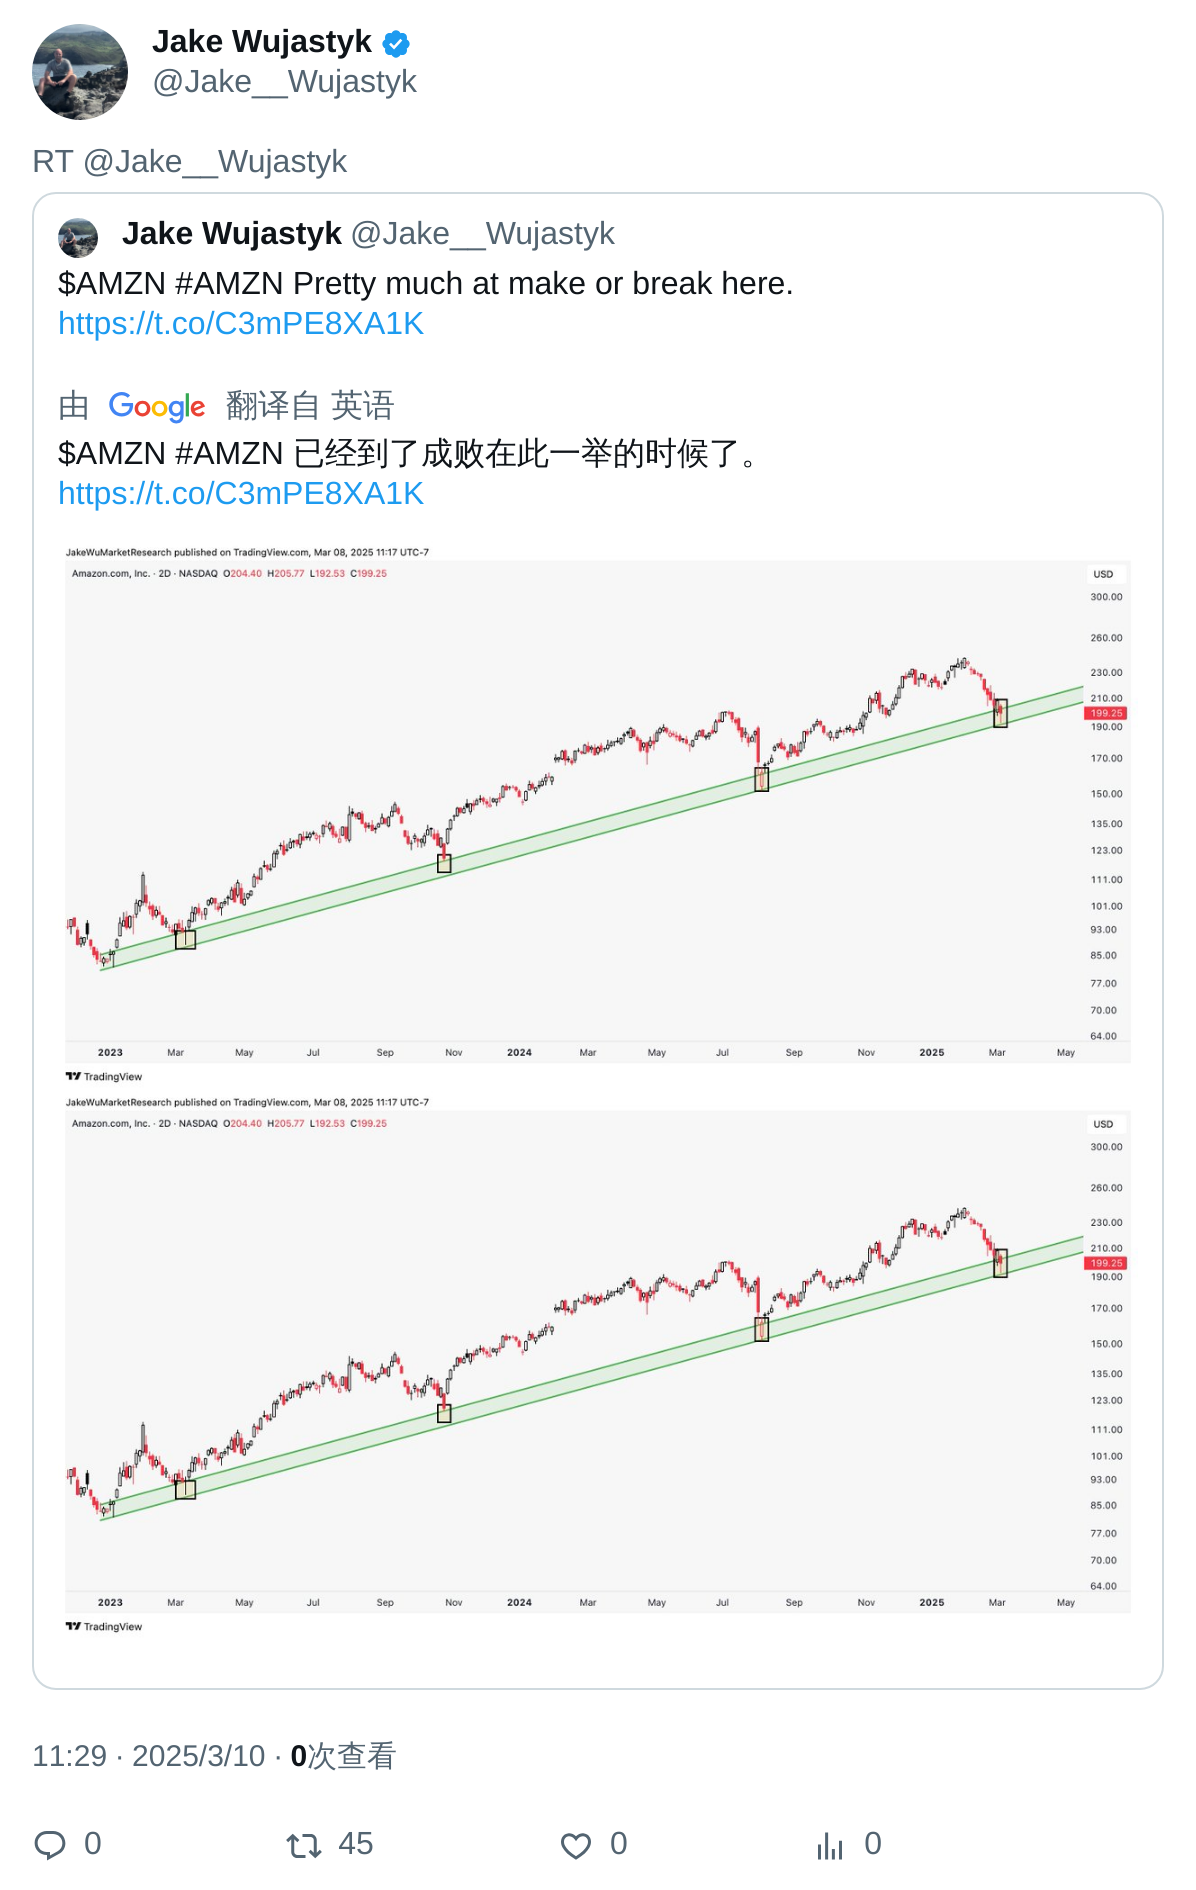 Jake Wujastyk
@Jake__Wujastyk
RT @Jake__Wujastyk
Jake Wujastyk @Jake__Wujastyk
$AMZN #AMZN Pretty much at make or break here.
https://t.co/C3mPE8XA1K
由 Google 翻译自 英语
$AMZN #AMZN 已经到了成败在此一举的时候了。
https://t.co/C3mPE8XA1K
JakeWuMarketResearch published on TradingView.com, Mar 08, 2025 11:17 UTC-7
Amazon.com, Inc. · 2D · NASDAQ O204.40 H205.77 L192.53 C199.25
USD
300.00
260.00
230.00
210.00
199.25
190.00
170.00
150.00
135.00
123.00
111.00
101.00
93.00
85.00
77.00
70.00
64.00
2023 Mar May Jul Sep Nov 2024 Mar May Jul Sep Nov 2025 Mar May
TradingView
JakeWuMarketResearch published on TradingView.com, Mar 08, 2025 11:17 UTC-7
Amazon.com, Inc. · 2D · NASDAQ O204.40 H205.77 L192.53 C199.25
USD
300.00
260.00
230.00
210.00
199.25
190.00
170.00
150.00
135.00
123.00
111.00
101.00
93.00
85.00
77.00
70.00
64.00
2023 Mar May Jul Sep Nov 2024 Mar May Jul Sep Nov 2025 Mar May
TradingView
11:29 · 2025/3/10 · 0次查看
0 45 0 0